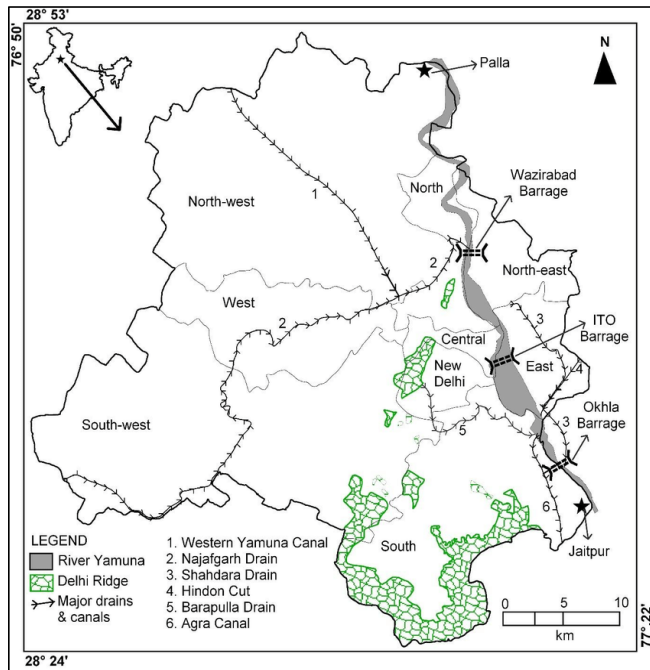 28° 53'
76° 50'
N
Palla
Wazirabad
Barrage
North
North-west
1
2
North-east
West
2
3
ITO
Barrage
Central
New
Delhi
East
4
South-west
5
3
Okhla
Barrage
6
South
Jaitpur
LEGEND
River Yamuna
Delhi Ridge
Major drains
& canals
1. Western Yamuna Canal
2. Najafgarh Drain
3. Shahdara Drain
4. Hindon Cut
5. Barapulla Drain
6. Agra Canal
0 5 10
km
28° 24'
77° 22'